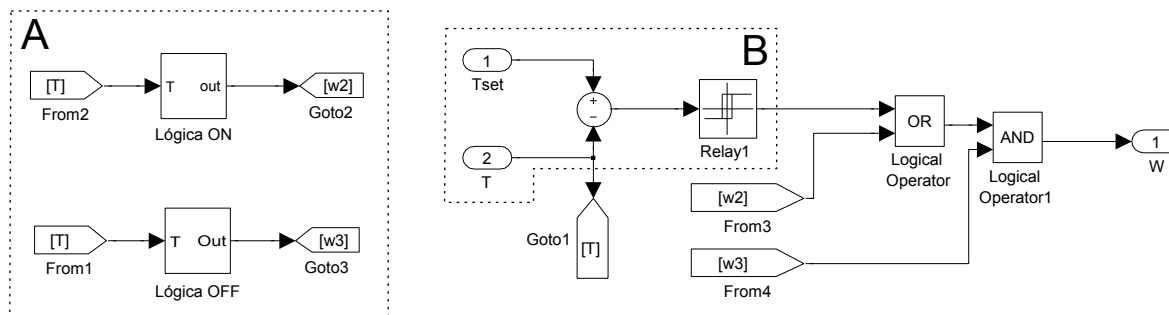 A
[T]
From2
T out
Lógica ON
[w2]
Goto2
[T]
From1
T Out
Lógica OFF
[w3]
Goto3
B
1
Tset
+
−
2
T
Relay1
Goto1
[T]
[w2]
From3
[w3]
From4
OR
Logical
Operator
AND
Logical
Operator1
1
W